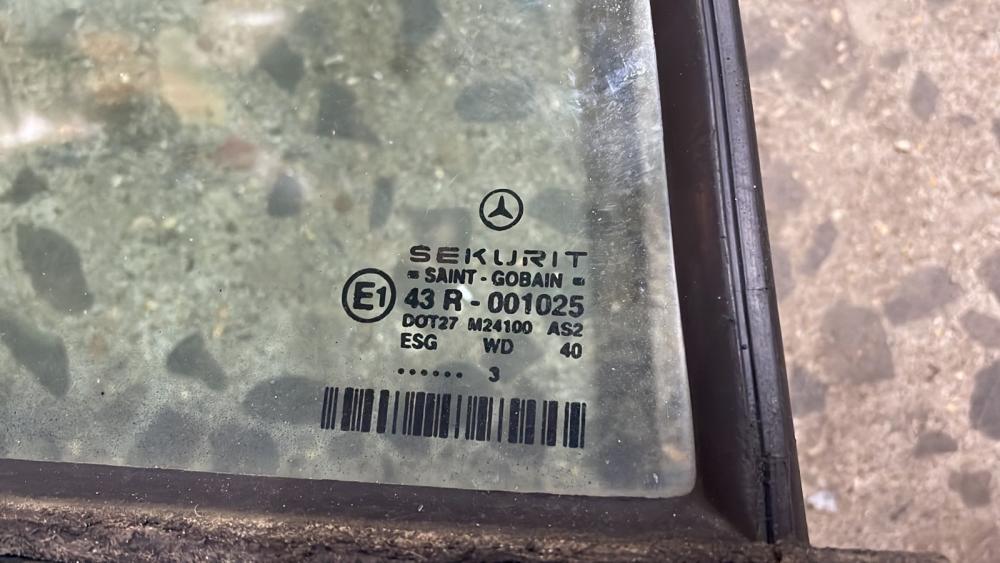 SEKURIT
SAINT - GOBAIN
E1 43 R - 001025
DOT27 M24100 AS2
ESG WD 40
...... 3